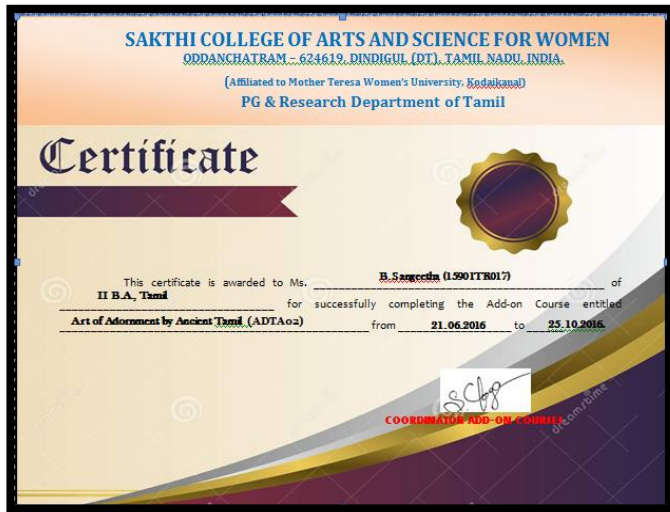 SAKTHI COLLEGE OF ARTS AND SCIENCE FOR WOMEN
ODDANCHATRAM – 624619, DINDIGUL (DT), TAMIL NADU, INDIA.
(Affiliated to Mother Teresa Women's University, Kodaikanal)
PG & Research Department of Tamil
Certificate
This certificate is awarded to Ms. B. Sangeetha (15901TR017) of
II B.A., Tamil for successfully completing the Add-on Course entitled
Art of Adornment by Ancient Tamil (ADTA02) from 21.06.2016 to 25.10.2016.
COORDINATOR ADD-ON COURSES
dreamstime